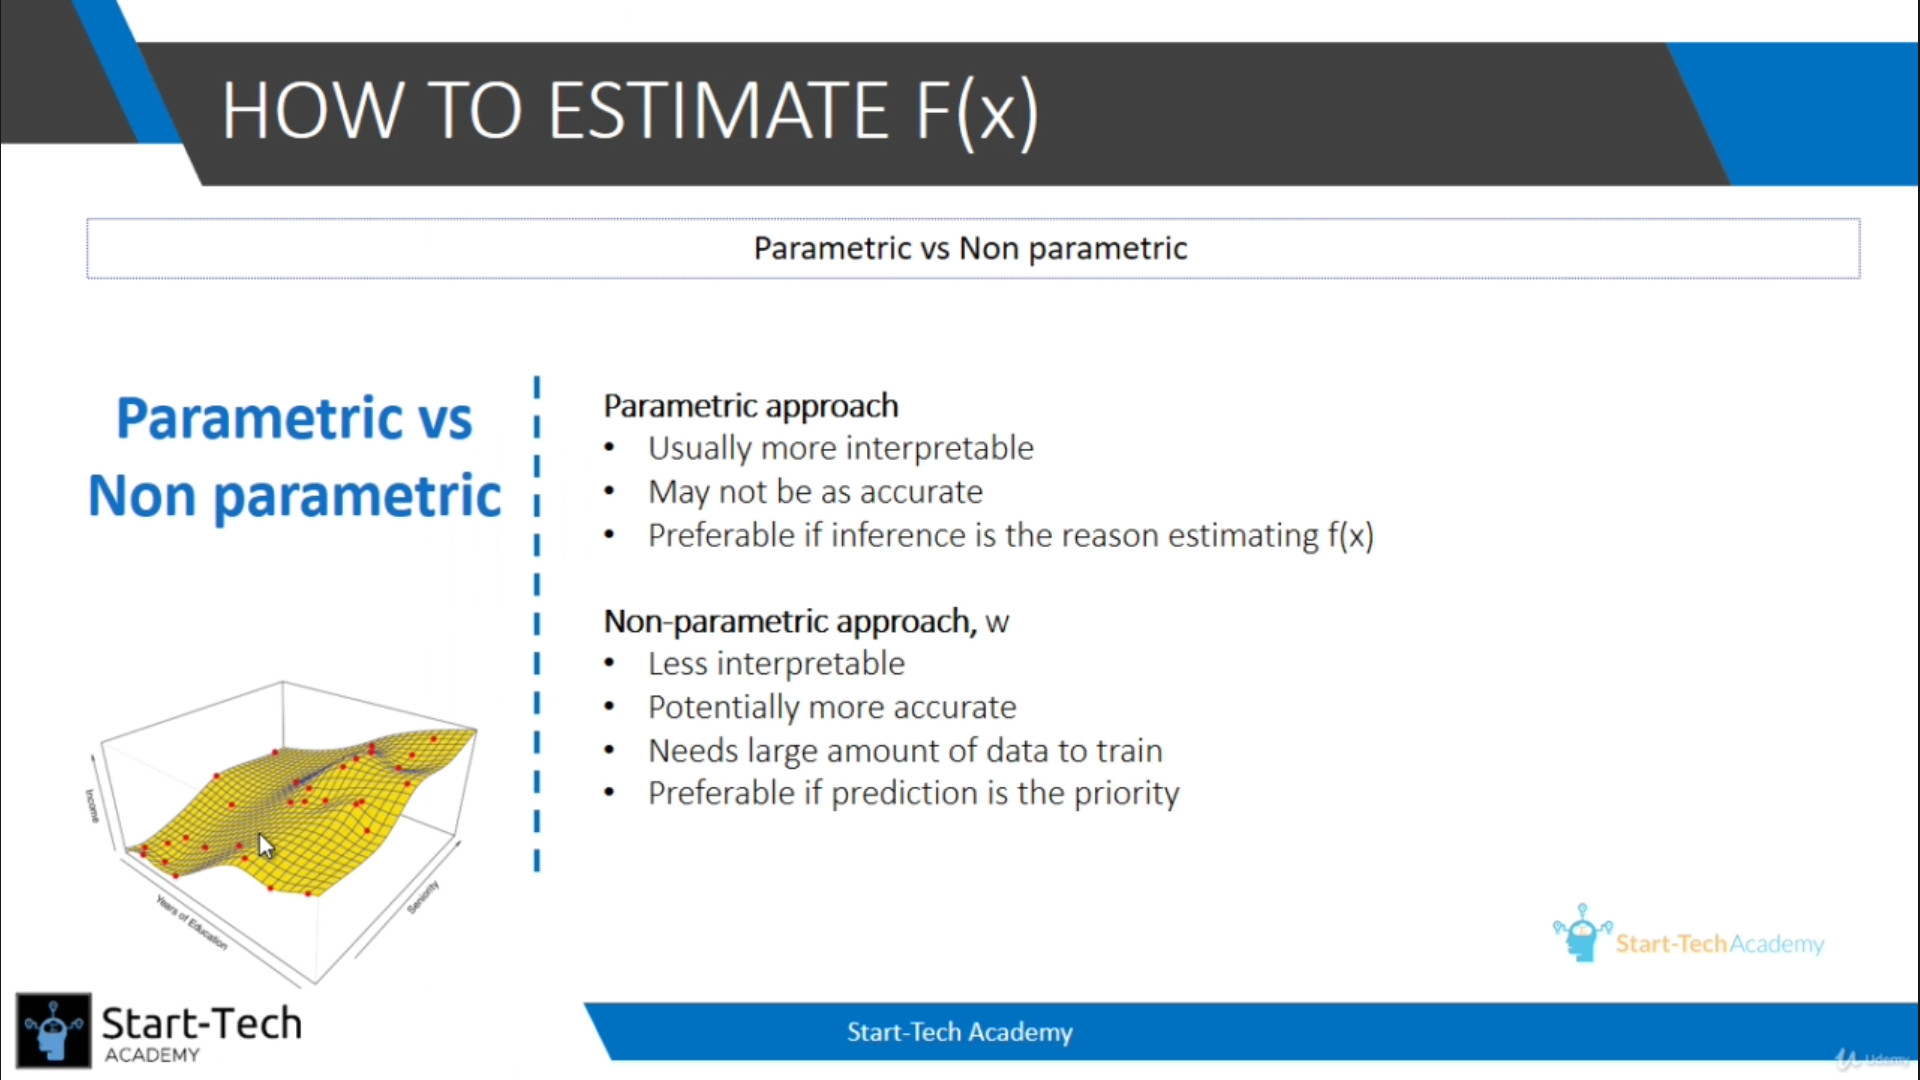 HOW TO ESTIMATE F(x)
Parametric vs Non parametric
Parametric vs
Non parametric
Parametric approach
• Usually more interpretable
• May not be as accurate
• Preferable if inference is the reason estimating f(x)
Non-parametric approach, w
• Less interpretable
• Potentially more accurate
• Needs large amount of data to train
• Preferable if prediction is the priority
Income
Years of Education
Seniority
Start-Tech Academy
Start-Tech
ACADEMY
Start-Tech Academy
Udemy